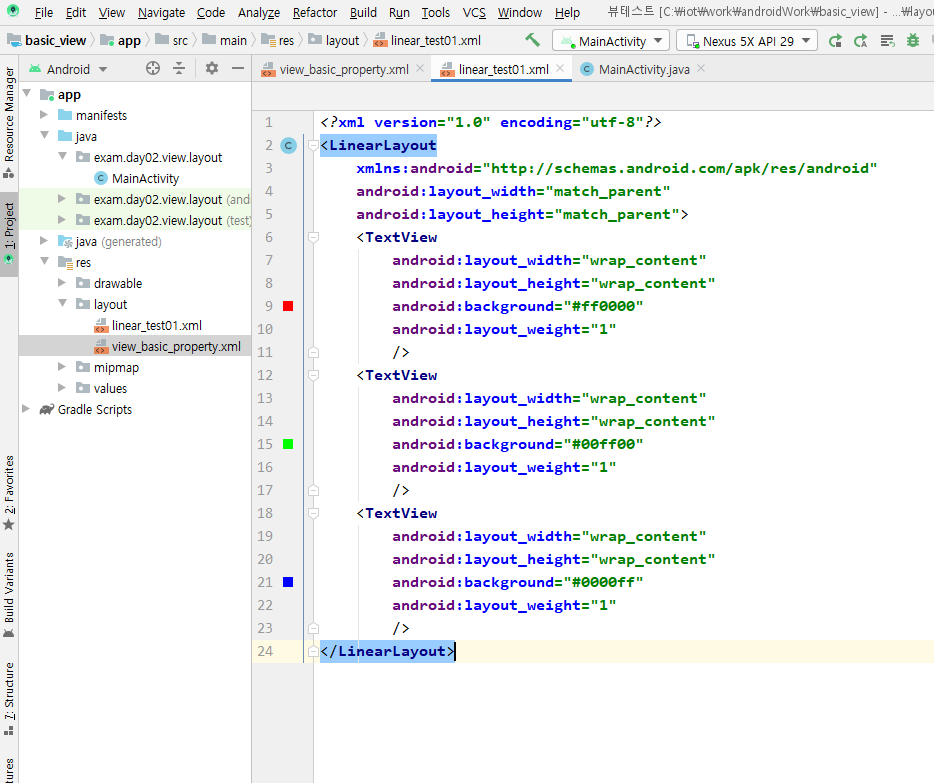 File Edit View Navigate Code Analyze Refactor Build Run Tools VCS Window Help 뷰테스트 [C:₩iot₩work₩androidWork₩basic_view] - ...₩layou
basic_view app src main res layout linear_test01.xml MainActivity Nexus 5X API 29
Android
view_basic_property.xml linear_test01.xml MainActivity.java
Resource Manager
1: Project
2: Favorites
Build Variants
7: Structure
tures
app
manifests
java
exam.day02.view.layout
MainActivity
exam.day02.view.layout (and
exam.day02.view.layout (test)
java (generated)
res
drawable
layout
linear_test01.xml
view_basic_property.xml
mipmap
values
Gradle Scripts
1 <?xml version="1.0" encoding="utf-8"?>
2 <LinearLayout
3 xmlns:android="http://schemas.android.com/apk/res/android"
4 android:layout_width="match_parent"
5 android:layout_height="match_parent">
6 <TextView
7 android:layout_width="wrap_content"
8 android:layout_height="wrap_content"
9 android:background="#ff0000"
10 android:layout_weight="1"
11 />
12 <TextView
13 android:layout_width="wrap_content"
14 android:layout_height="wrap_content"
15 android:background="#00ff00"
16 android:layout_weight="1"
17 />
18 <TextView
19 android:layout_width="wrap_content"
20 android:layout_height="wrap_content"
21 android:background="#0000ff"
22 android:layout_weight="1"
23 />
24 </LinearLayout>